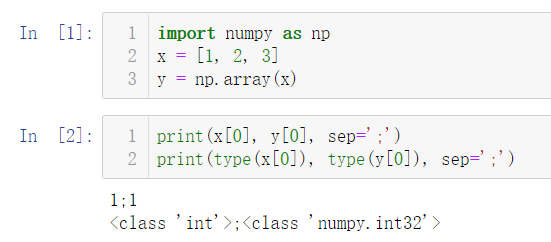 In [1]:
1 import numpy as np
2 x = [1, 2, 3]
3 y = np.array(x)
In [2]:
1 print(x[0], y[0], sep=';')
2 print(type(x[0]), type(y[0]), sep=';')
1;1
<class 'int'>;<class 'numpy.int32'>